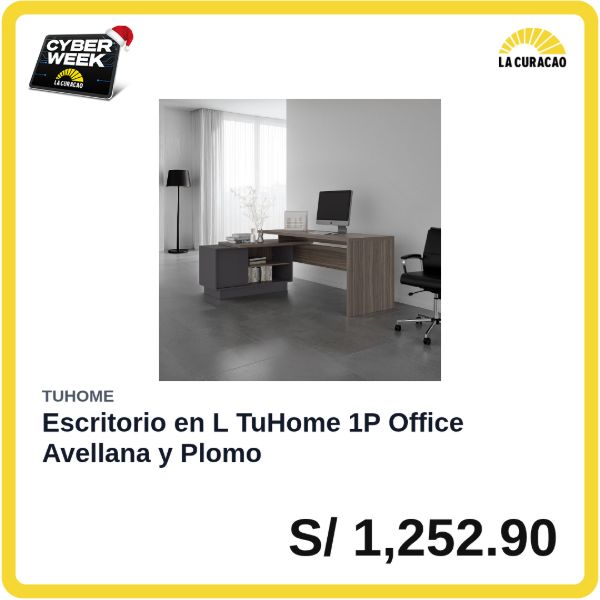 CYBER
WEEK
LA CURACAO
LA CURACAO
TUHOME
Escritorio en L TuHome 1P Office
Avellana y Plomo
S/ 1,252.90